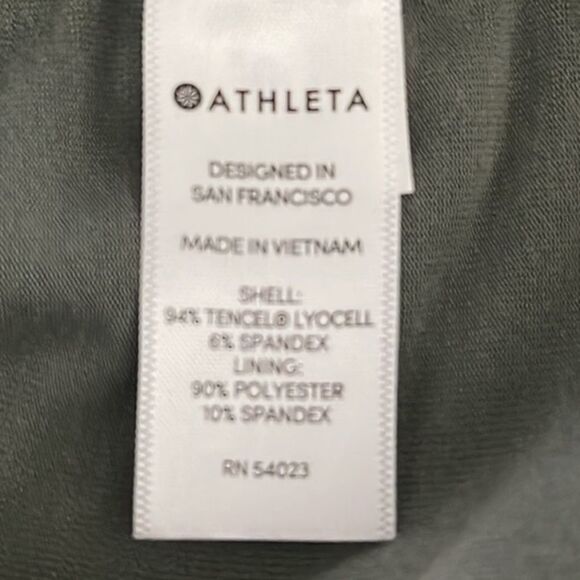 ATHLETA
DESIGNED IN
SAN FRANCISCO
MADE IN VIETNAM
SHELL:
94% TENCEL® LYOCELL
6% SPANDEX
LINING:
90% POLYESTER
10% SPANDEX
RN 54023